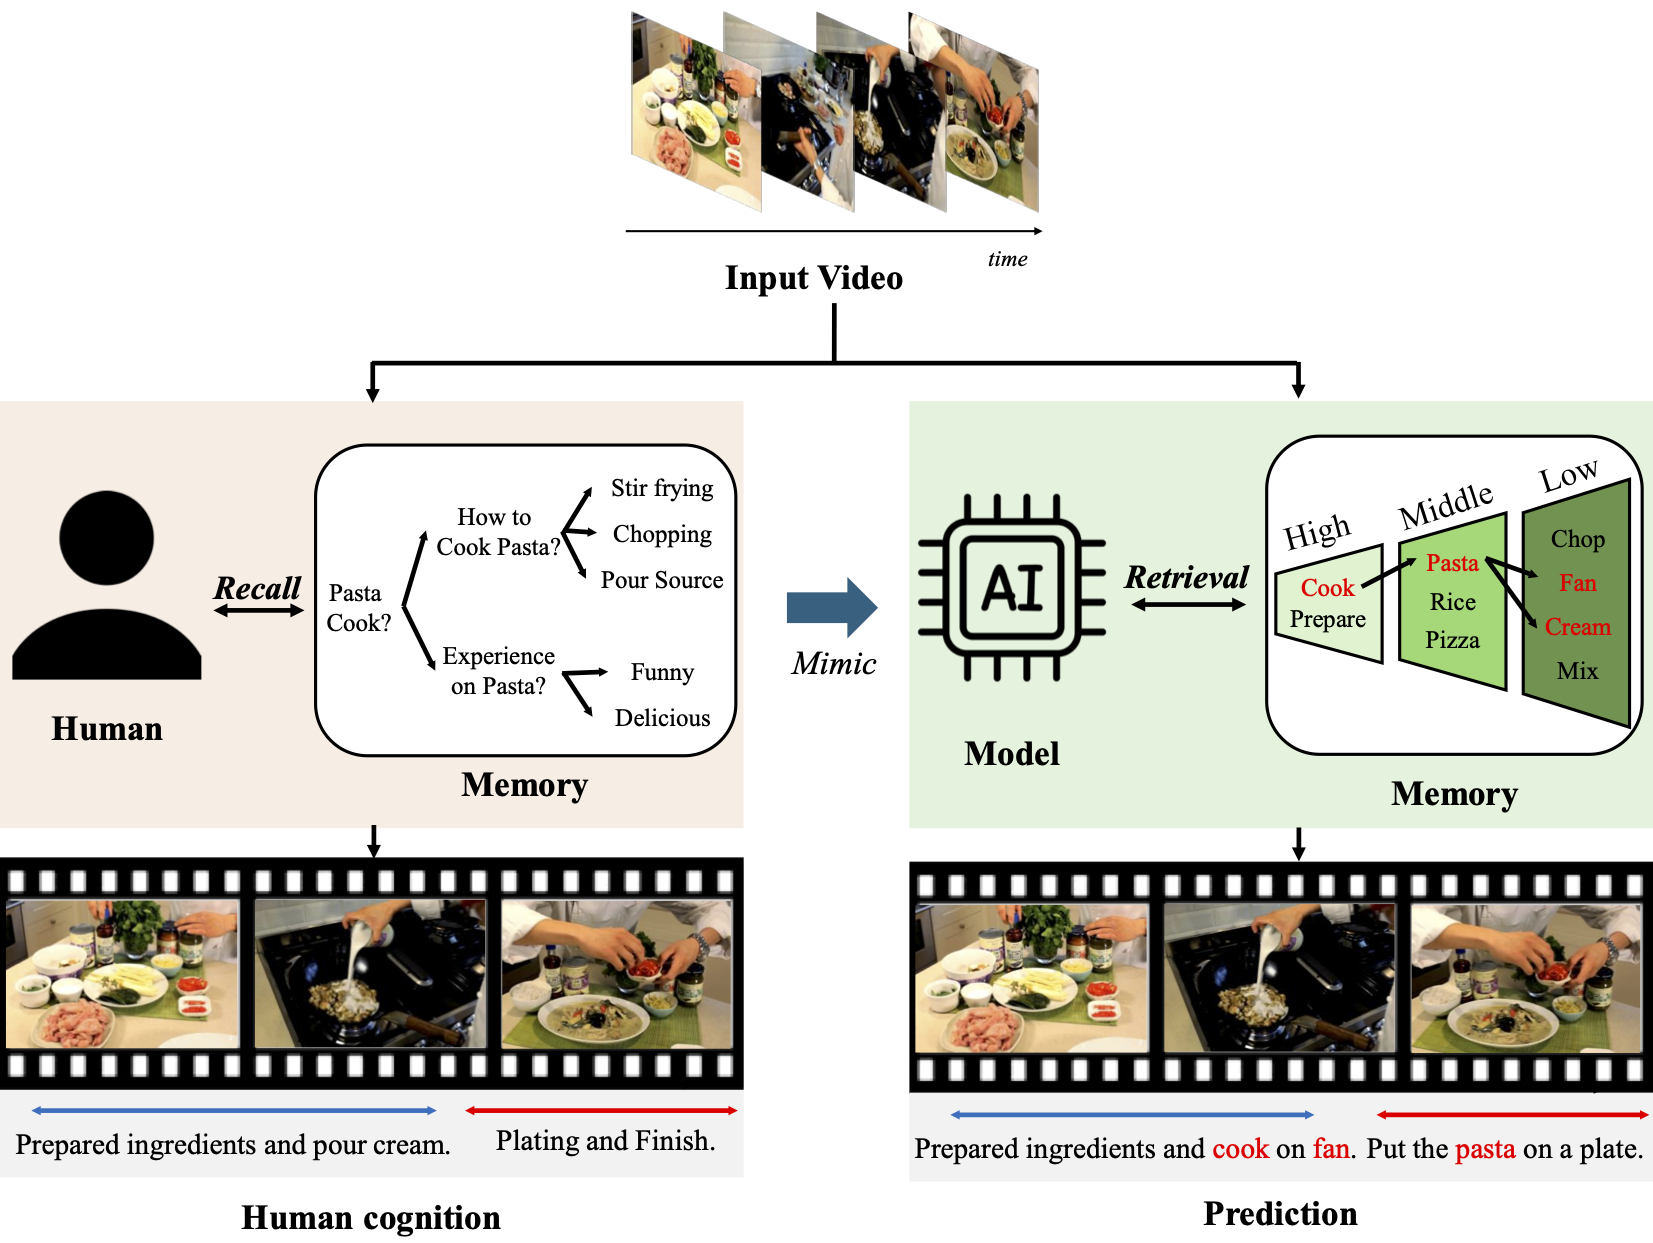 time
Input Video
Human
Recall
Pasta
Cook?
How to
Cook Pasta?
Experience
on Pasta?
Stir frying
Chopping
Pour Source
Funny
Delicious
Memory
Mimic
AI
Model
Retrieval
High
Cook
Prepare
Middle
Pasta
Rice
Pizza
Low
Chop
Fan
Cream
Mix
Memory
Prepared ingredients and pour cream.
Plating and Finish.
Human cognition
Prepared ingredients and cook on fan.
Put the pasta on a plate.
Prediction